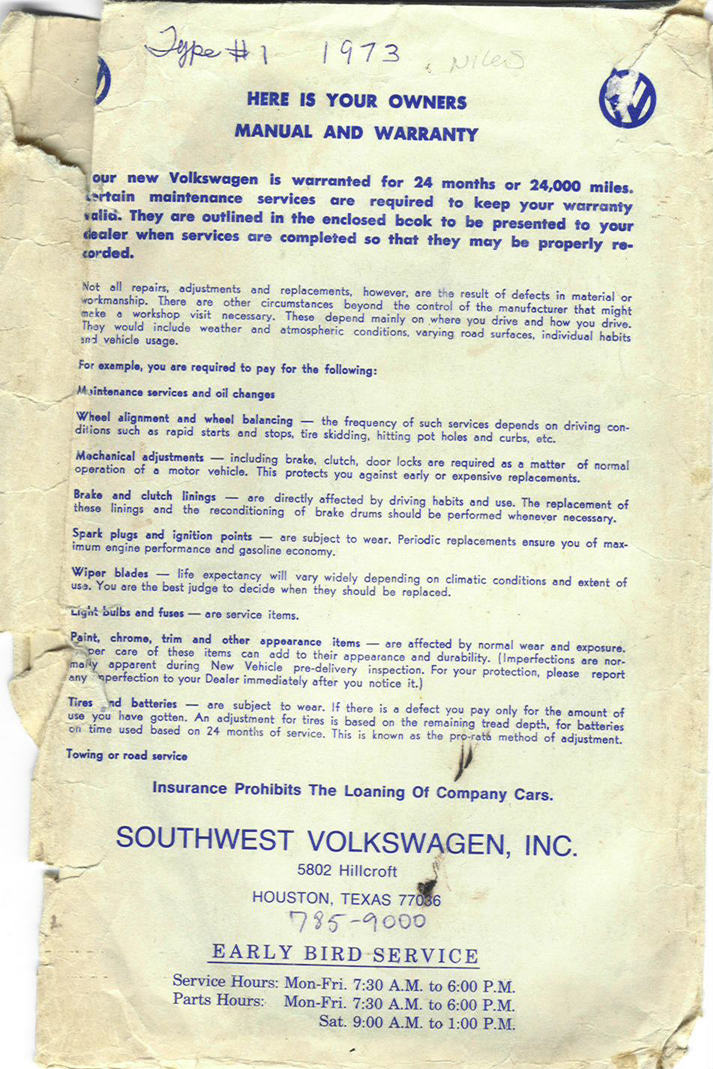 Type #1 1973 Niles
HERE IS YOUR OWNERS
MANUAL AND WARRANTY
our new Volkswagen is warranted for 24 months or 24,000 miles.
ertain maintenance services are required to keep your warranty
valid. They are outlined in the enclosed book to be presented to your
dealer when services are completed so that they may be properly re-
corded.
Not all repairs, adjustments and replacements, however, are the result of defects in material or
workmanship. There are other circumstances beyond the control of the manufacturer that might
make a workshop visit necessary. These depend mainly on where you drive and how you drive.
They would include weather and atmospheric conditions, varying road surfaces, individual habits
and vehicle usage.
For example, you are required to pay for the following:
Maintenance services and oil changes
Wheel alignment and wheel balancing — the frequency of such services depends on driving con-
ditions such as rapid starts and stops, tire skidding, hitting pot holes and curbs, etc.
Mechanical adjustments — including brake, clutch, door locks are required as a matter of normal
operation of a motor vehicle. This protects you against early or expensive replacements.
Brake and clutch linings — are directly affected by driving habits and use. The replacement of
these linings and the reconditioning of brake drums should be performed whenever necessary.
Spark plugs and ignition points — are subject to wear. Periodic replacements ensure you of max-
imum engine performance and gasoline economy.
Wiper blades — life expectancy will vary widely depending on climatic conditions and extent of
use. You are the best judge to decide when they should be replaced.
Light bulbs and fuses — are service items.
Paint, chrome, trim and other appearance items — are affected by normal wear and exposure.
per care of these items can add to their appearance and durability. (Imperfections are nor-
mally apparent during New Vehicle pre-delivery inspection. For your protection, please report
any imperfection to your Dealer immediately after you notice it.)
Tires and batteries — are subject to wear. If there is a defect you pay only for the amount of
use you have gotten. An adjustment for tires is based on the remaining tread depth, for batteries
on time used based on 24 months of service. This is known as the pro-rata method of adjustment.
Towing or road service
Insurance Prohibits The Loaning Of Company Cars.
SOUTHWEST VOLKSWAGEN, INC.
5802 Hillcroft
HOUSTON, TEXAS 77036
785-9000
EARLY BIRD SERVICE
Service Hours: Mon-Fri. 7:30 A.M. to 6:00 P.M.
Parts Hours: Mon-Fri. 7:30 A.M. to 6:00 P.M.
Sat. 9:00 A.M. to 1:00 P.M.